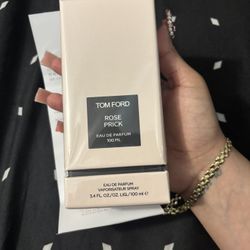 TOM FORD
ROSE
PRICK
EAU DE PARFUM
100 ML
EAU DE PARFUM
VAPORISATEUR SPRAY
3.4 FL.OZ./OZ. LIQ./100 ml ℮